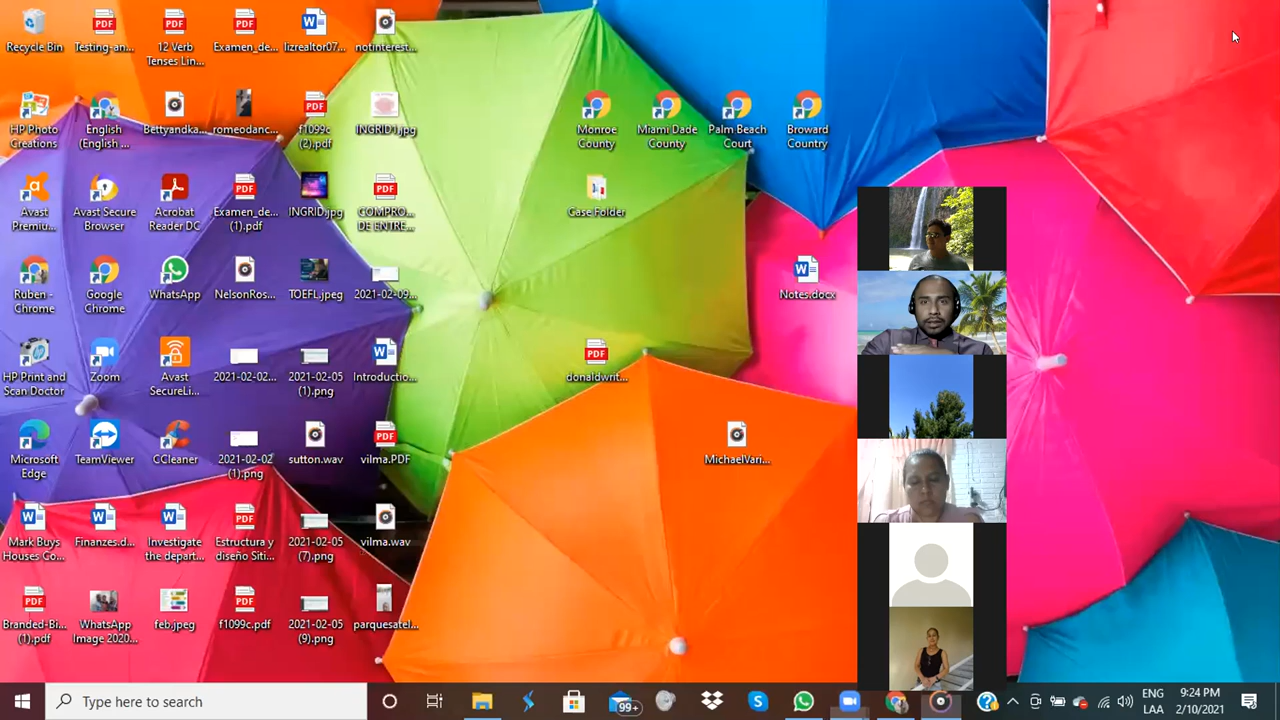 Recycle Bin
Testing-an...
12 Verb
Tenses Lin...
Examen_de...
lizrealtor07...
notinterest...
HP Photo
Creations
English
(English ...
Bettyandka...
romeodanc...
f1099c
(2).pdf
INGRID1.jpg
Monroe
County
Miami Dade
County
Palm Beach
Court
Broward
Country
Avast
Premiu...
Avast Secure
Browser
Acrobat
Reader DC
Examen_de...
(1).pdf
INGRID.jpg
COMPRO...
DE ENTRE...
Case Folder
Ruben -
Chrome
Google
Chrome
WhatsApp
NelsonRos...
TOEFL.jpeg
2021-02-09...
Notes.docx
HP Print and
Scan Doctor
Zoom
Avast
SecureLi...
2021-02-02...
2021-02-05
(1).png
Introductio...
donaldwrit...
Microsoft
Edge
TeamViewer
CCleaner
2021-02-02
(1).png
sutton.wav
vilma.PDF
MichaelVari...
Mark Buys
Houses Co...
Finanzes.d...
Investigate
the depart...
Estructura y
diseño Siti...
2021-02-05
(7).png
vilma.wav
Branded-Bi...
(1).pdf
WhatsApp
Image 2020...
feb.jpeg
f1099c.pdf
2021-02-05
(9).png
parquesatel...
Type here to search
99+
ENG
LAA
9:24 PM
2/10/2021